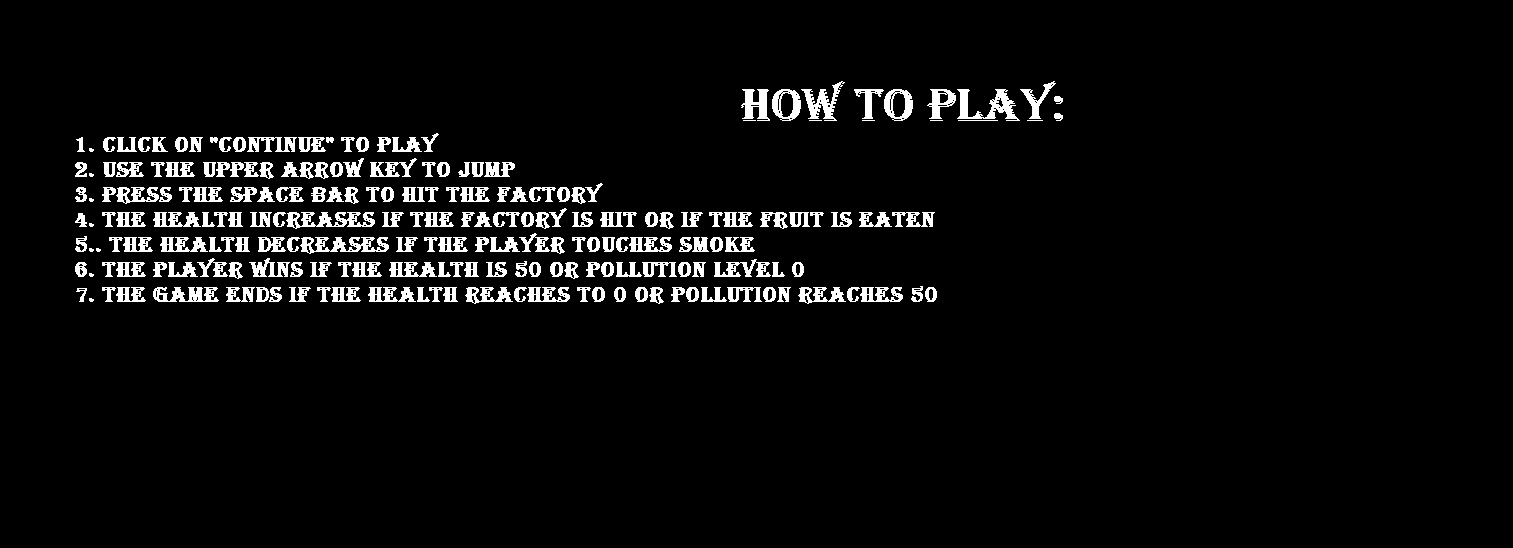 HOW TO PLAY:
1. CLICK ON "CONTINUE" TO PLAY
2. USE THE UPPER ARROW KEY TO JUMP
3. PRESS THE SPACE BAR TO HIT THE FACTORY
4. THE HEALTH INCREASES IF THE FACTORY IS HIT OR IF THE FRUIT IS EATEN
5.. THE HEALTH DECREASES IF THE PLAYER TOUCHES SMOKE
6. THE PLAYER WINS IF THE HEALTH IS 50 OR POLLUTION LEVEL 0
7. THE GAME ENDS IF THE HEALTH REACHES TO 0 OR POLLUTION REACHES 50